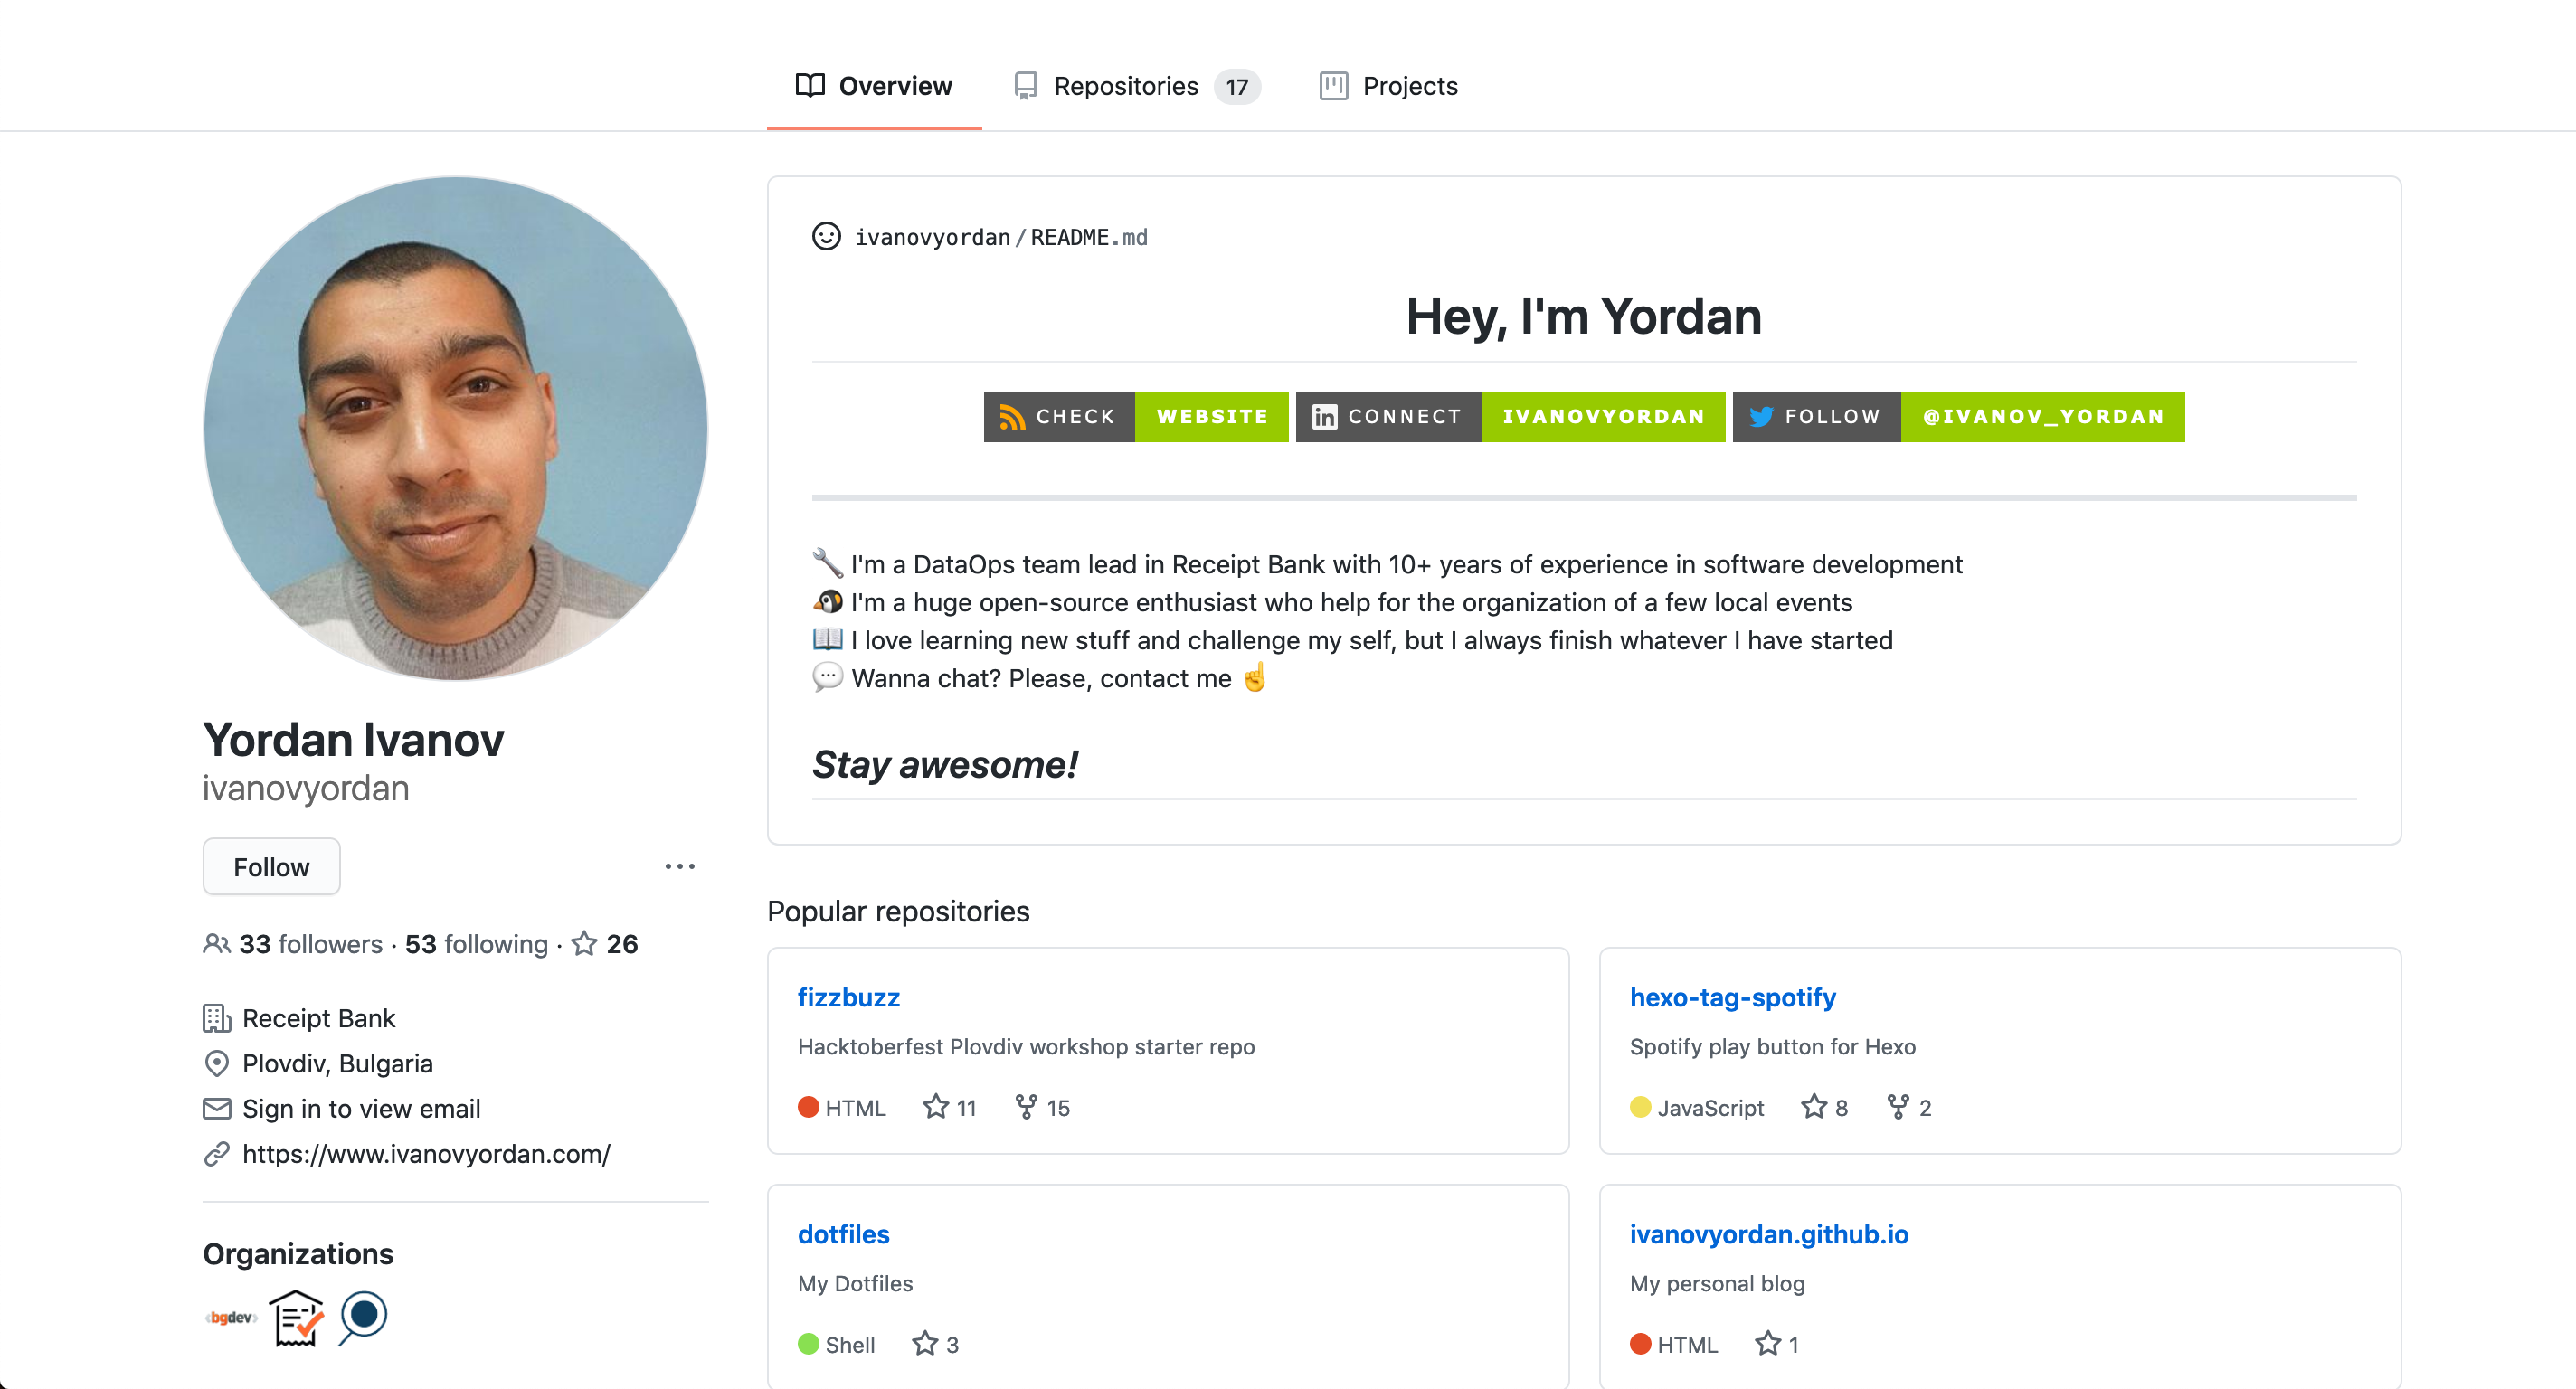 Overview
Repositories 17
Projects
ivanovyordan/README.md
Hey, I'm Yordan
CHECK WEBSITE
CONNECT IVANOVYORDAN
FOLLOW @IVANOV_YORDAN
🔧 I'm a DataOps team lead in Receipt Bank with 10+ years of experience in software development
🐧 I'm a huge open-source enthusiast who help for the organization of a few local events
📖 I love learning new stuff and challenge my self, but I always finish whatever I have started
💬 Wanna chat? Please, contact me ☝️
Stay awesome!
Yordan Ivanov
ivanovyordan
Follow
33 followers · 53 following · 26
Receipt Bank
Plovdiv, Bulgaria
Sign in to view email
https://www.ivanovyordan.com/
Organizations
<bgdev>
Popular repositories
fizzbuzz
Hacktoberfest Plovdiv workshop starter repo
HTML 11 15
hexo-tag-spotify
Spotify play button for Hexo
JavaScript 8 2
dotfiles
My Dotfiles
Shell 3
ivanovyordan.github.io
My personal blog
HTML 1